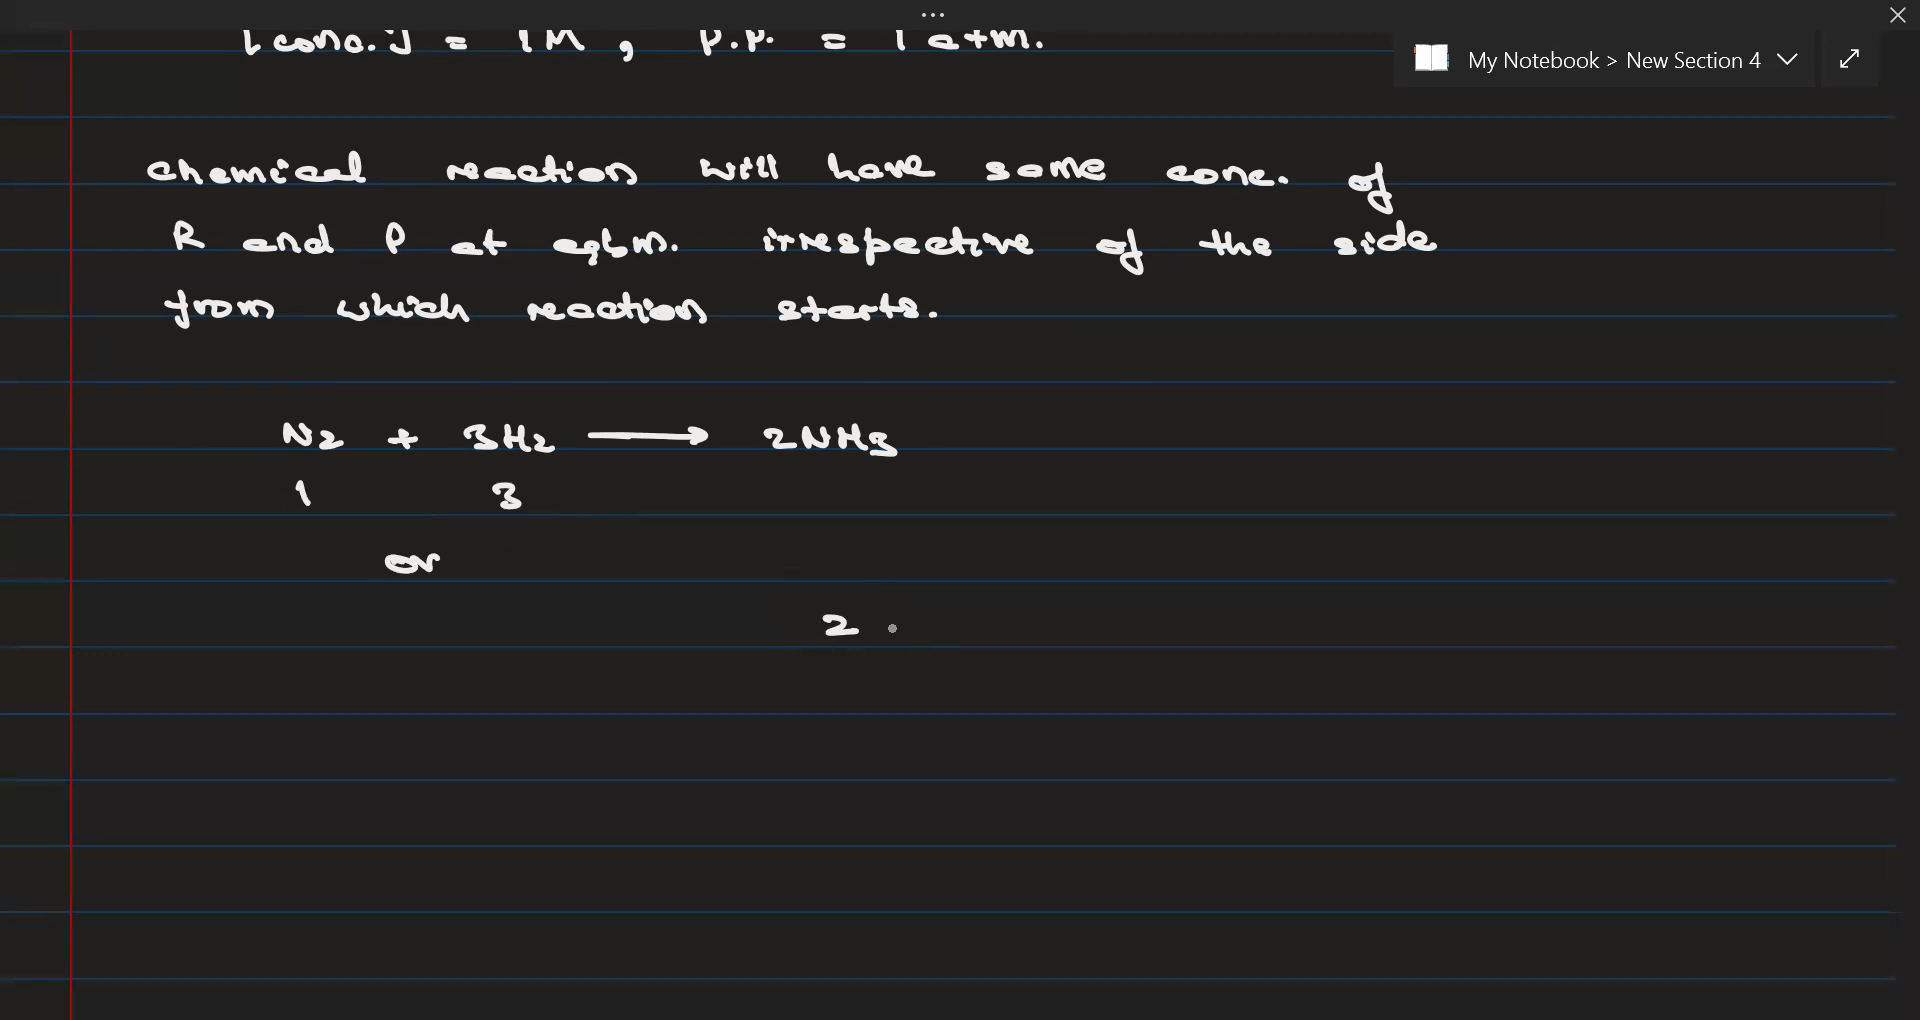 [conc.] = 1M, p.p. = 1 atm.
My Notebook > New Section 4
chemical reaction will have same conc. of
R and P at eqbm. irrespective of the side
from which reaction starts.
N2 + 3H2 ⟶ 2NH3
1 3
or
2